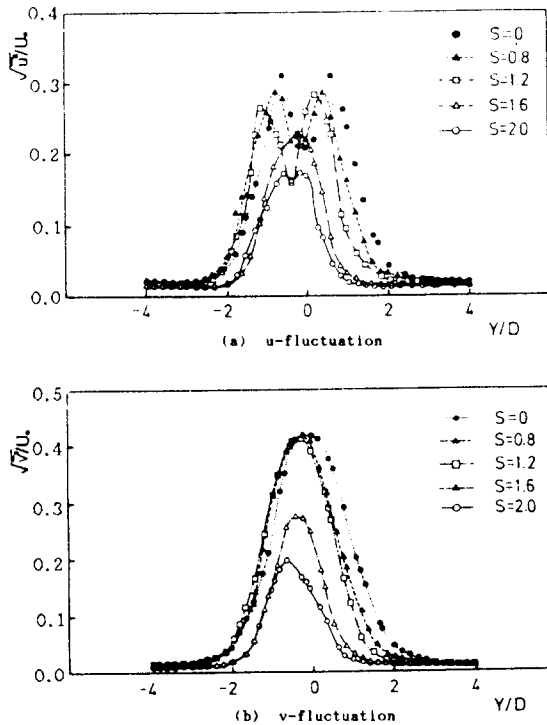 0.4
√u̅/U₀
S=0
S=0.8
S=1.2
S=1.6
S=2.0
0.3
0.2
0.1
0.0
-4 -2 0 2 4 Y/D
(a) u-fluctuation
0.5
√v̅/U₀
S=0
S=0.8
S=1.2
S=1.6
S=2.0
0.4
0.3
0.2
0.1
0.0
-4 -2 0 2 4 Y/D
(b) v-fluctuation